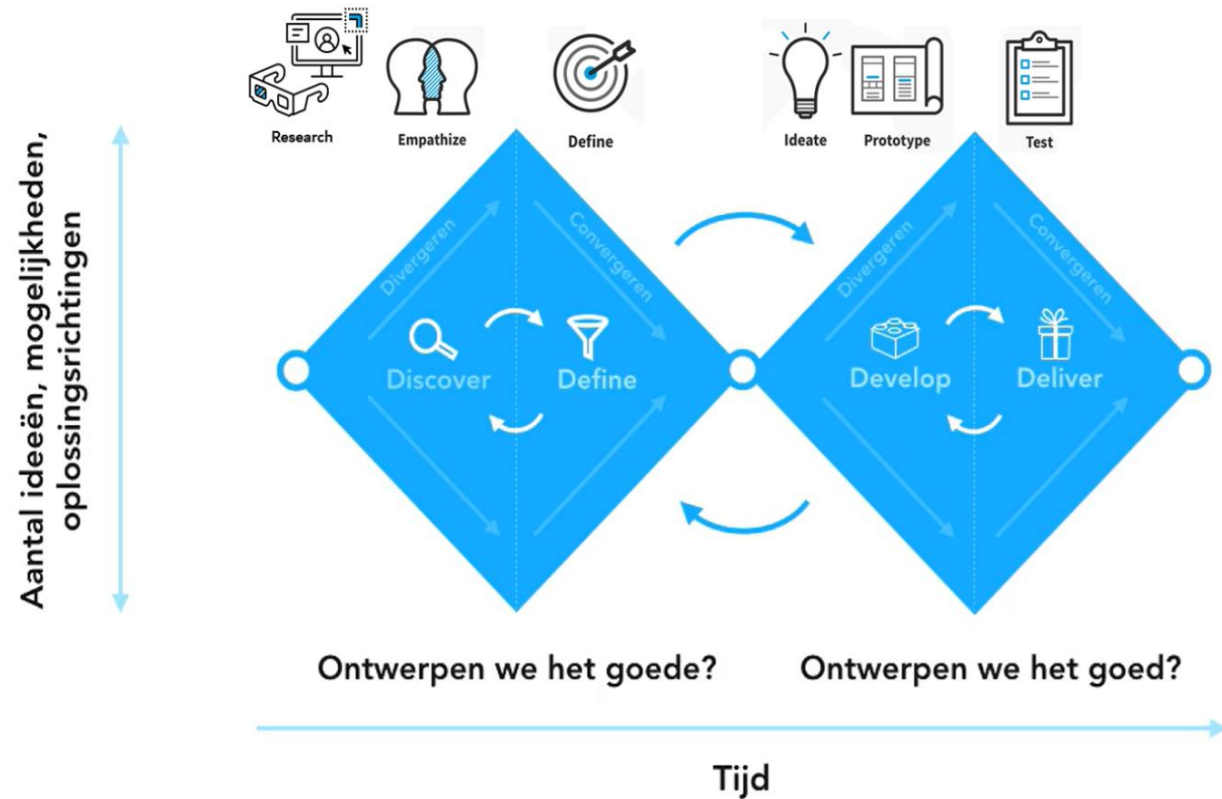 Research
Empathize
Define
Ideate
Prototype
Test
Aantal ideeën, mogelijkheden,
oplossingsrichtingen
Divergeren
Convergeren
Divergeren
Convergeren
Discover
Define
Develop
Deliver
Ontwerpen we het goede?
Ontwerpen we het goed?
Tijd